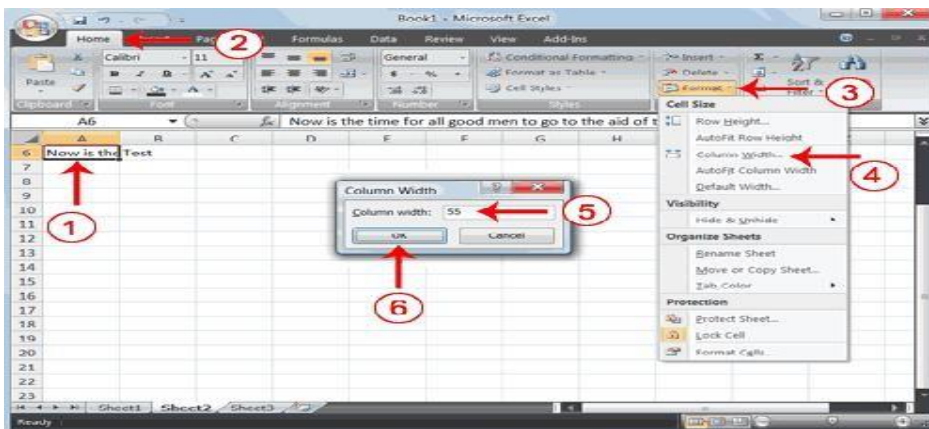 Book1 - Microsoft Excel
Home Formulas Data Review View Add-Ins
2
Calibri 11 General Conditional Formatting Insert Σ
Paste B Format as Table Delete Sort &
Cell Styles Format Filter
3
Clipboard Font Alignment Number Styles
A6 fx Now is the time for all good men to go to the aid of t
A B C D E F G H
6 Now is the Test
7
8
9
10
11
12
13
14
15
16
17
18
19
20
21
22
23
1
Column Width
Column width: 55
OK Cancel
5
6
Cell Size
Row Height...
AutoFit Row Height
Column Width...
AutoFit Column Width
Default Width...
4
Visibility
Hide & Unhide
Organize Sheets
Rename Sheet
Move or Copy Sheet...
Tab Color
Protection
Protect Sheet...
Lock Cell
Format Cells...
Sheet1 Sheet2 Sheet3
Ready